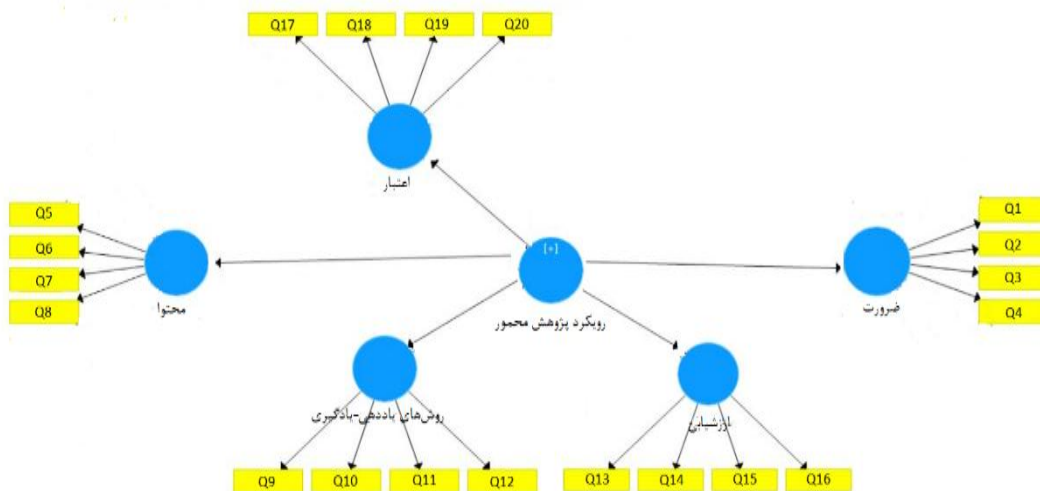 Q17 Q18 Q19 Q20
اعتبار
Q5
Q6
Q7
Q8
محتوا
[+]
رویکرد پژوهش محمور
Q1
Q2
Q3
Q4
ضرورت
روش‌های یاددهی-یادگیری
ارزشیابی
Q9 Q10 Q11 Q12
Q13 Q14 Q15 Q16